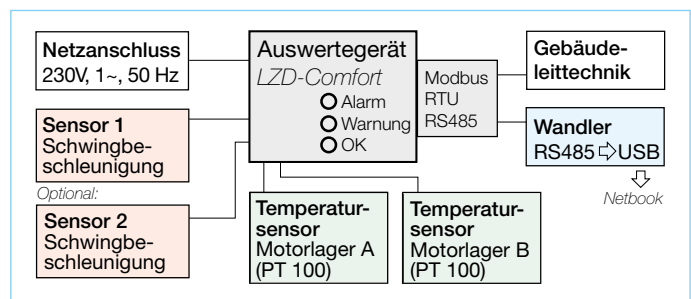 Netzanschluss
230V, 1~, 50 Hz
Sensor 1
Schwingbe-
schleunigung
Optional:
Sensor 2
Schwingbe-
schleunigung
Auswertegerät
LZD-Comfort
Alarm
Warnung
OK
Modbus
RTU
RS485
Gebäude-
leittechnik
Wandler
RS485 ⇨ USB
Netbook
Temperatur-
sensor
Motorlager A
(PT 100)
Temperatur-
sensor
Motorlager B
(PT 100)